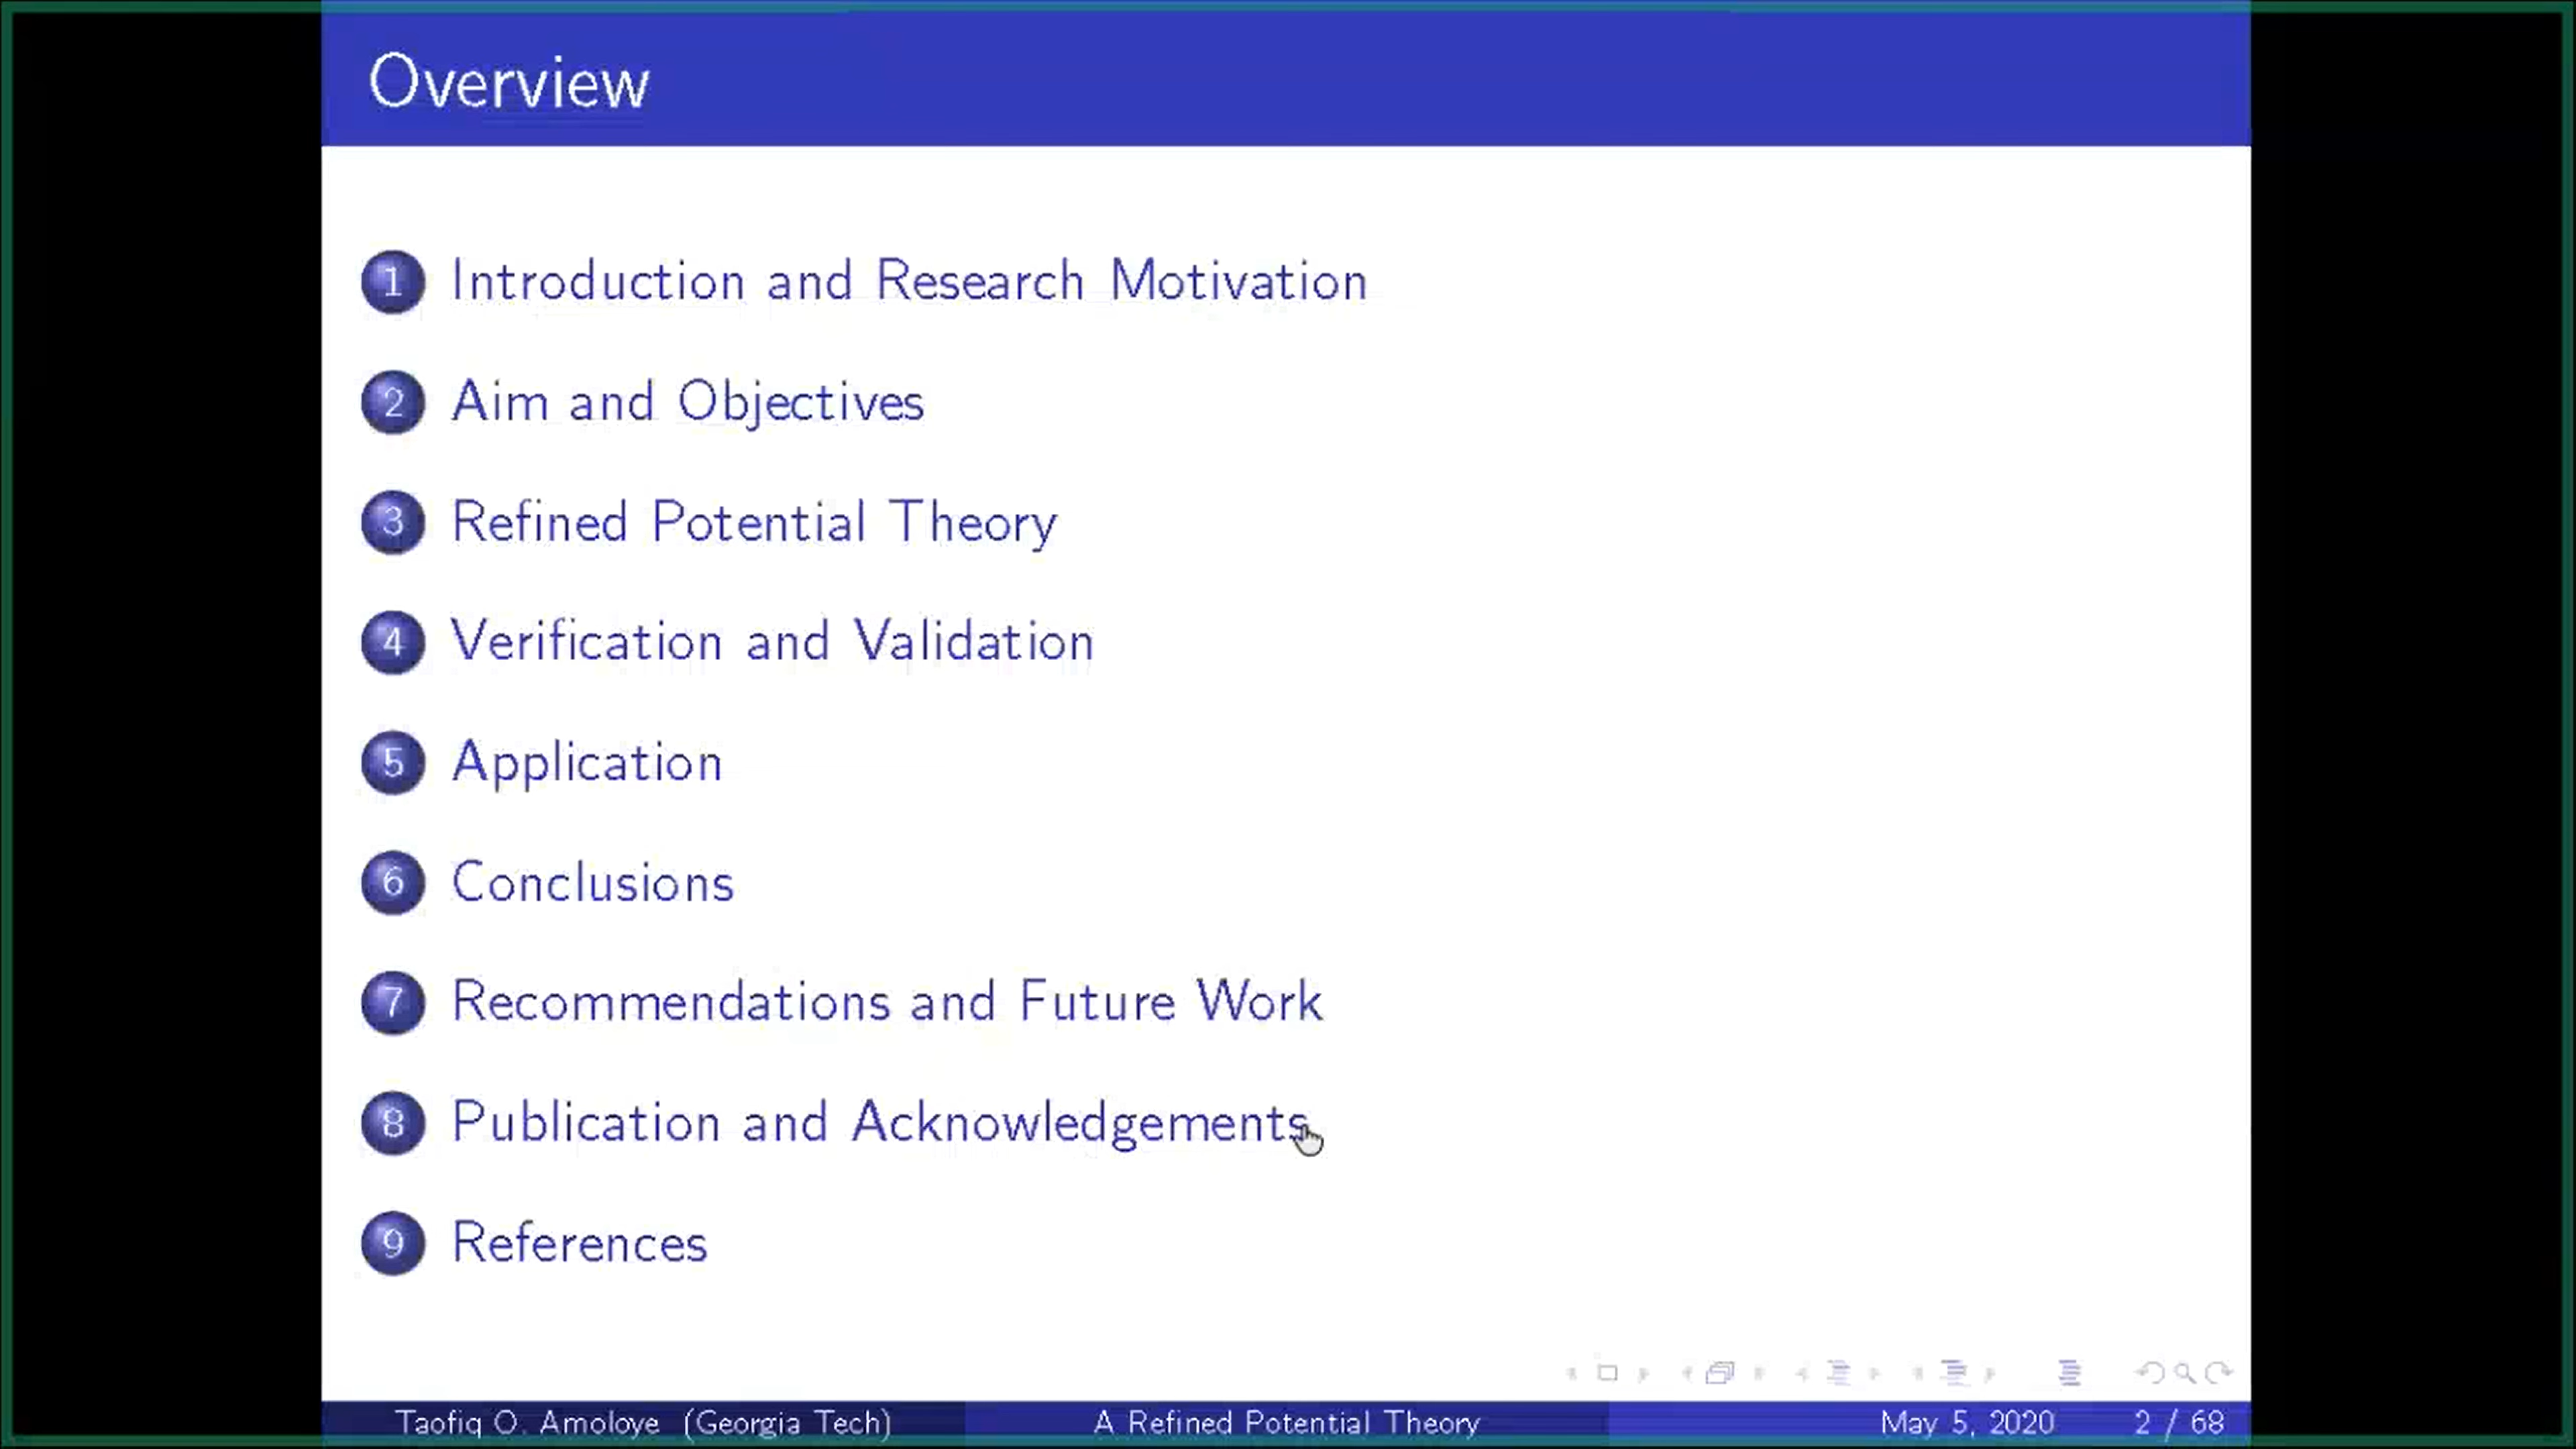 Overview
1 Introduction and Research Motivation
2 Aim and Objectives
3 Refined Potential Theory
4 Verification and Validation
5 Application
6 Conclusions
7 Recommendations and Future Work
8 Publication and Acknowledgements
9 References
Taofiq O. Amoloye (Georgia Tech) A Refined Potential Theory May 5, 2020 2 / 68